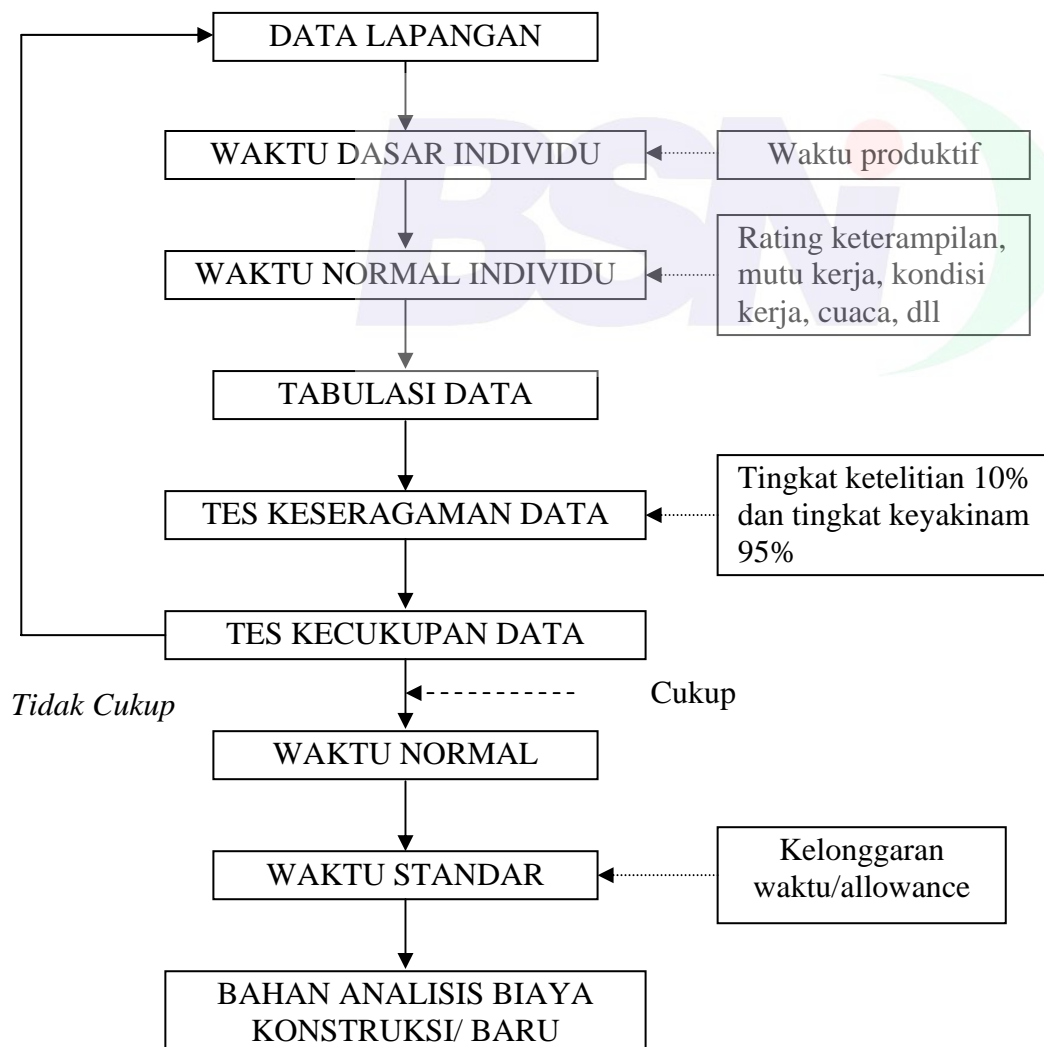 DATA LAPANGAN
BSNi
WAKTU DASAR INDIVIDU
Waktu produktif
WAKTU NORMAL INDIVIDU
Rating keterampilan,
mutu kerja, kondisi
kerja, cuaca, dll
TABULASI DATA
TES KESERAGAMAN DATA
Tingkat ketelitian 10%
dan tingkat keyakinam
95%
TES KECUKUPAN DATA
Tidak Cukup
Cukup
WAKTU NORMAL
WAKTU STANDAR
Kelonggaran
waktu/allowance
BAHAN ANALISIS BIAYA
KONSTRUKSI/ BARU